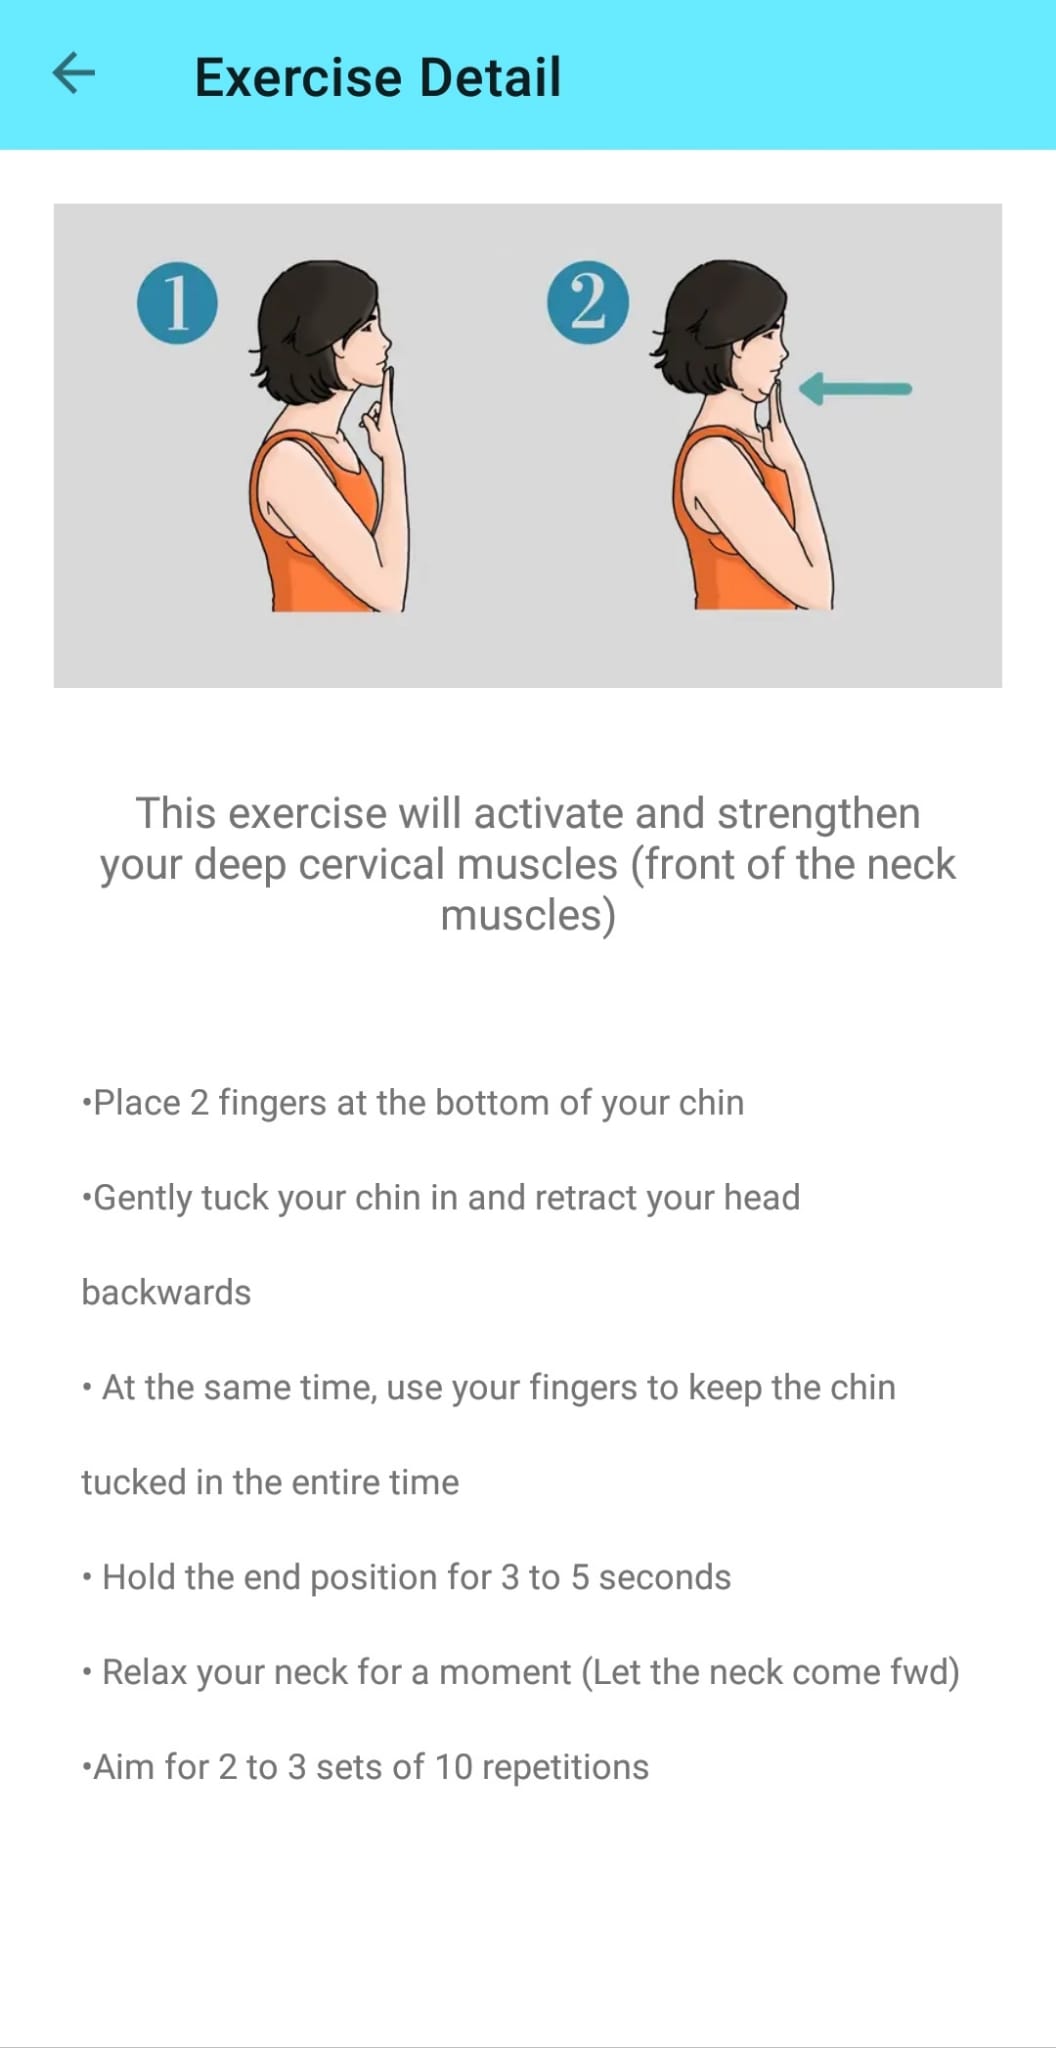 Exercise Detail
1
2
This exercise will activate and strengthen
your deep cervical muscles (front of the neck
muscles)
•Place 2 fingers at the bottom of your chin
•Gently tuck your chin in and retract your head
backwards
• At the same time, use your fingers to keep the chin
tucked in the entire time
• Hold the end position for 3 to 5 seconds
• Relax your neck for a moment (Let the neck come fwd)
•Aim for 2 to 3 sets of 10 repetitions